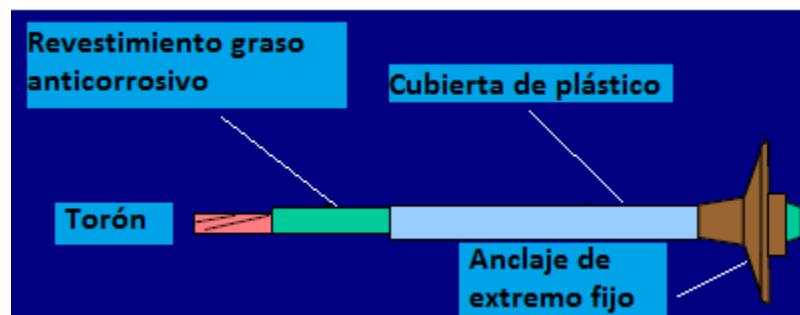 Revestimiento graso
anticorrosivo
Cubierta de plástico
Torón
Anclaje de
extremo fijo